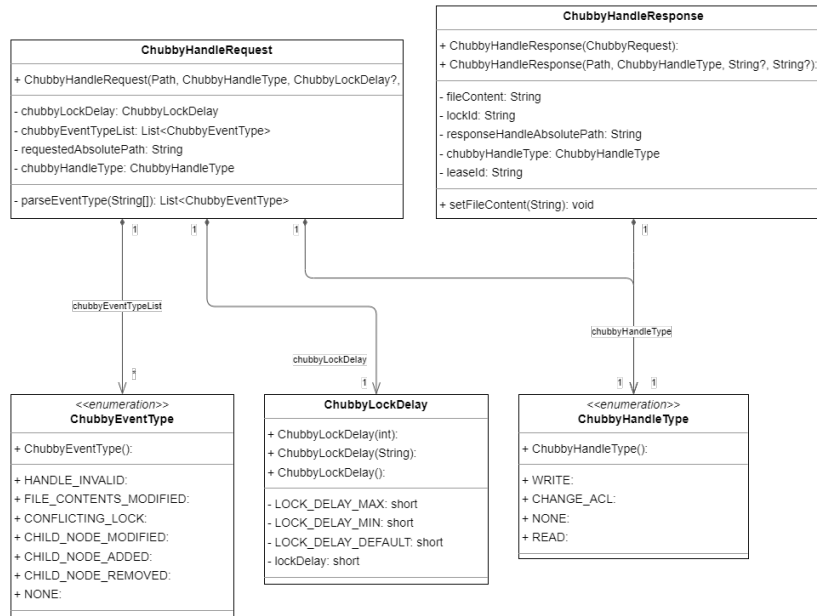 ChubbyHandleRequest
+ ChubbyHandleRequest(Path, ChubbyHandleType, ChubbyLockDelay?,
- chubbyLockDelay: ChubbyLockDelay
- chubbyEventTypeList: List<ChubbyEventType>
- requestedAbsolutePath: String
- chubbyHandleType: ChubbyHandleType
- parseEventType(String[]): List<ChubbyEventType>
ChubbyHandleResponse
+ ChubbyHandleResponse(ChubbyRequest):
+ ChubbyHandleResponse(Path, ChubbyHandleType, String?, String?):
- fileContent: String
- lockId: String
- responseHandleAbsolutePath: String
- chubbyHandleType: ChubbyHandleType
- leaseId: String
+ setFileContent(String): void
1
1
1
1
chubbyEventTypeList
chubbyLockDelay
chubbyHandleType
*
1
1
1
<<enumeration>>
ChubbyEventType
+ ChubbyEventType():
+ HANDLE_INVALID:
+ FILE_CONTENTS_MODIFIED:
+ CONFLICTING_LOCK:
+ CHILD_NODE_MODIFIED:
+ CHILD_NODE_ADDED:
+ CHILD_NODE_REMOVED:
+ NONE:
ChubbyLockDelay
+ ChubbyLockDelay(int):
+ ChubbyLockDelay(String):
+ ChubbyLockDelay():
- LOCK_DELAY_MAX: short
- LOCK_DELAY_MIN: short
- LOCK_DELAY_DEFAULT: short
- lockDelay: short
<<enumeration>>
ChubbyHandleType
+ ChubbyHandleType():
+ WRITE:
+ CHANGE_ACL:
+ NONE:
+ READ: